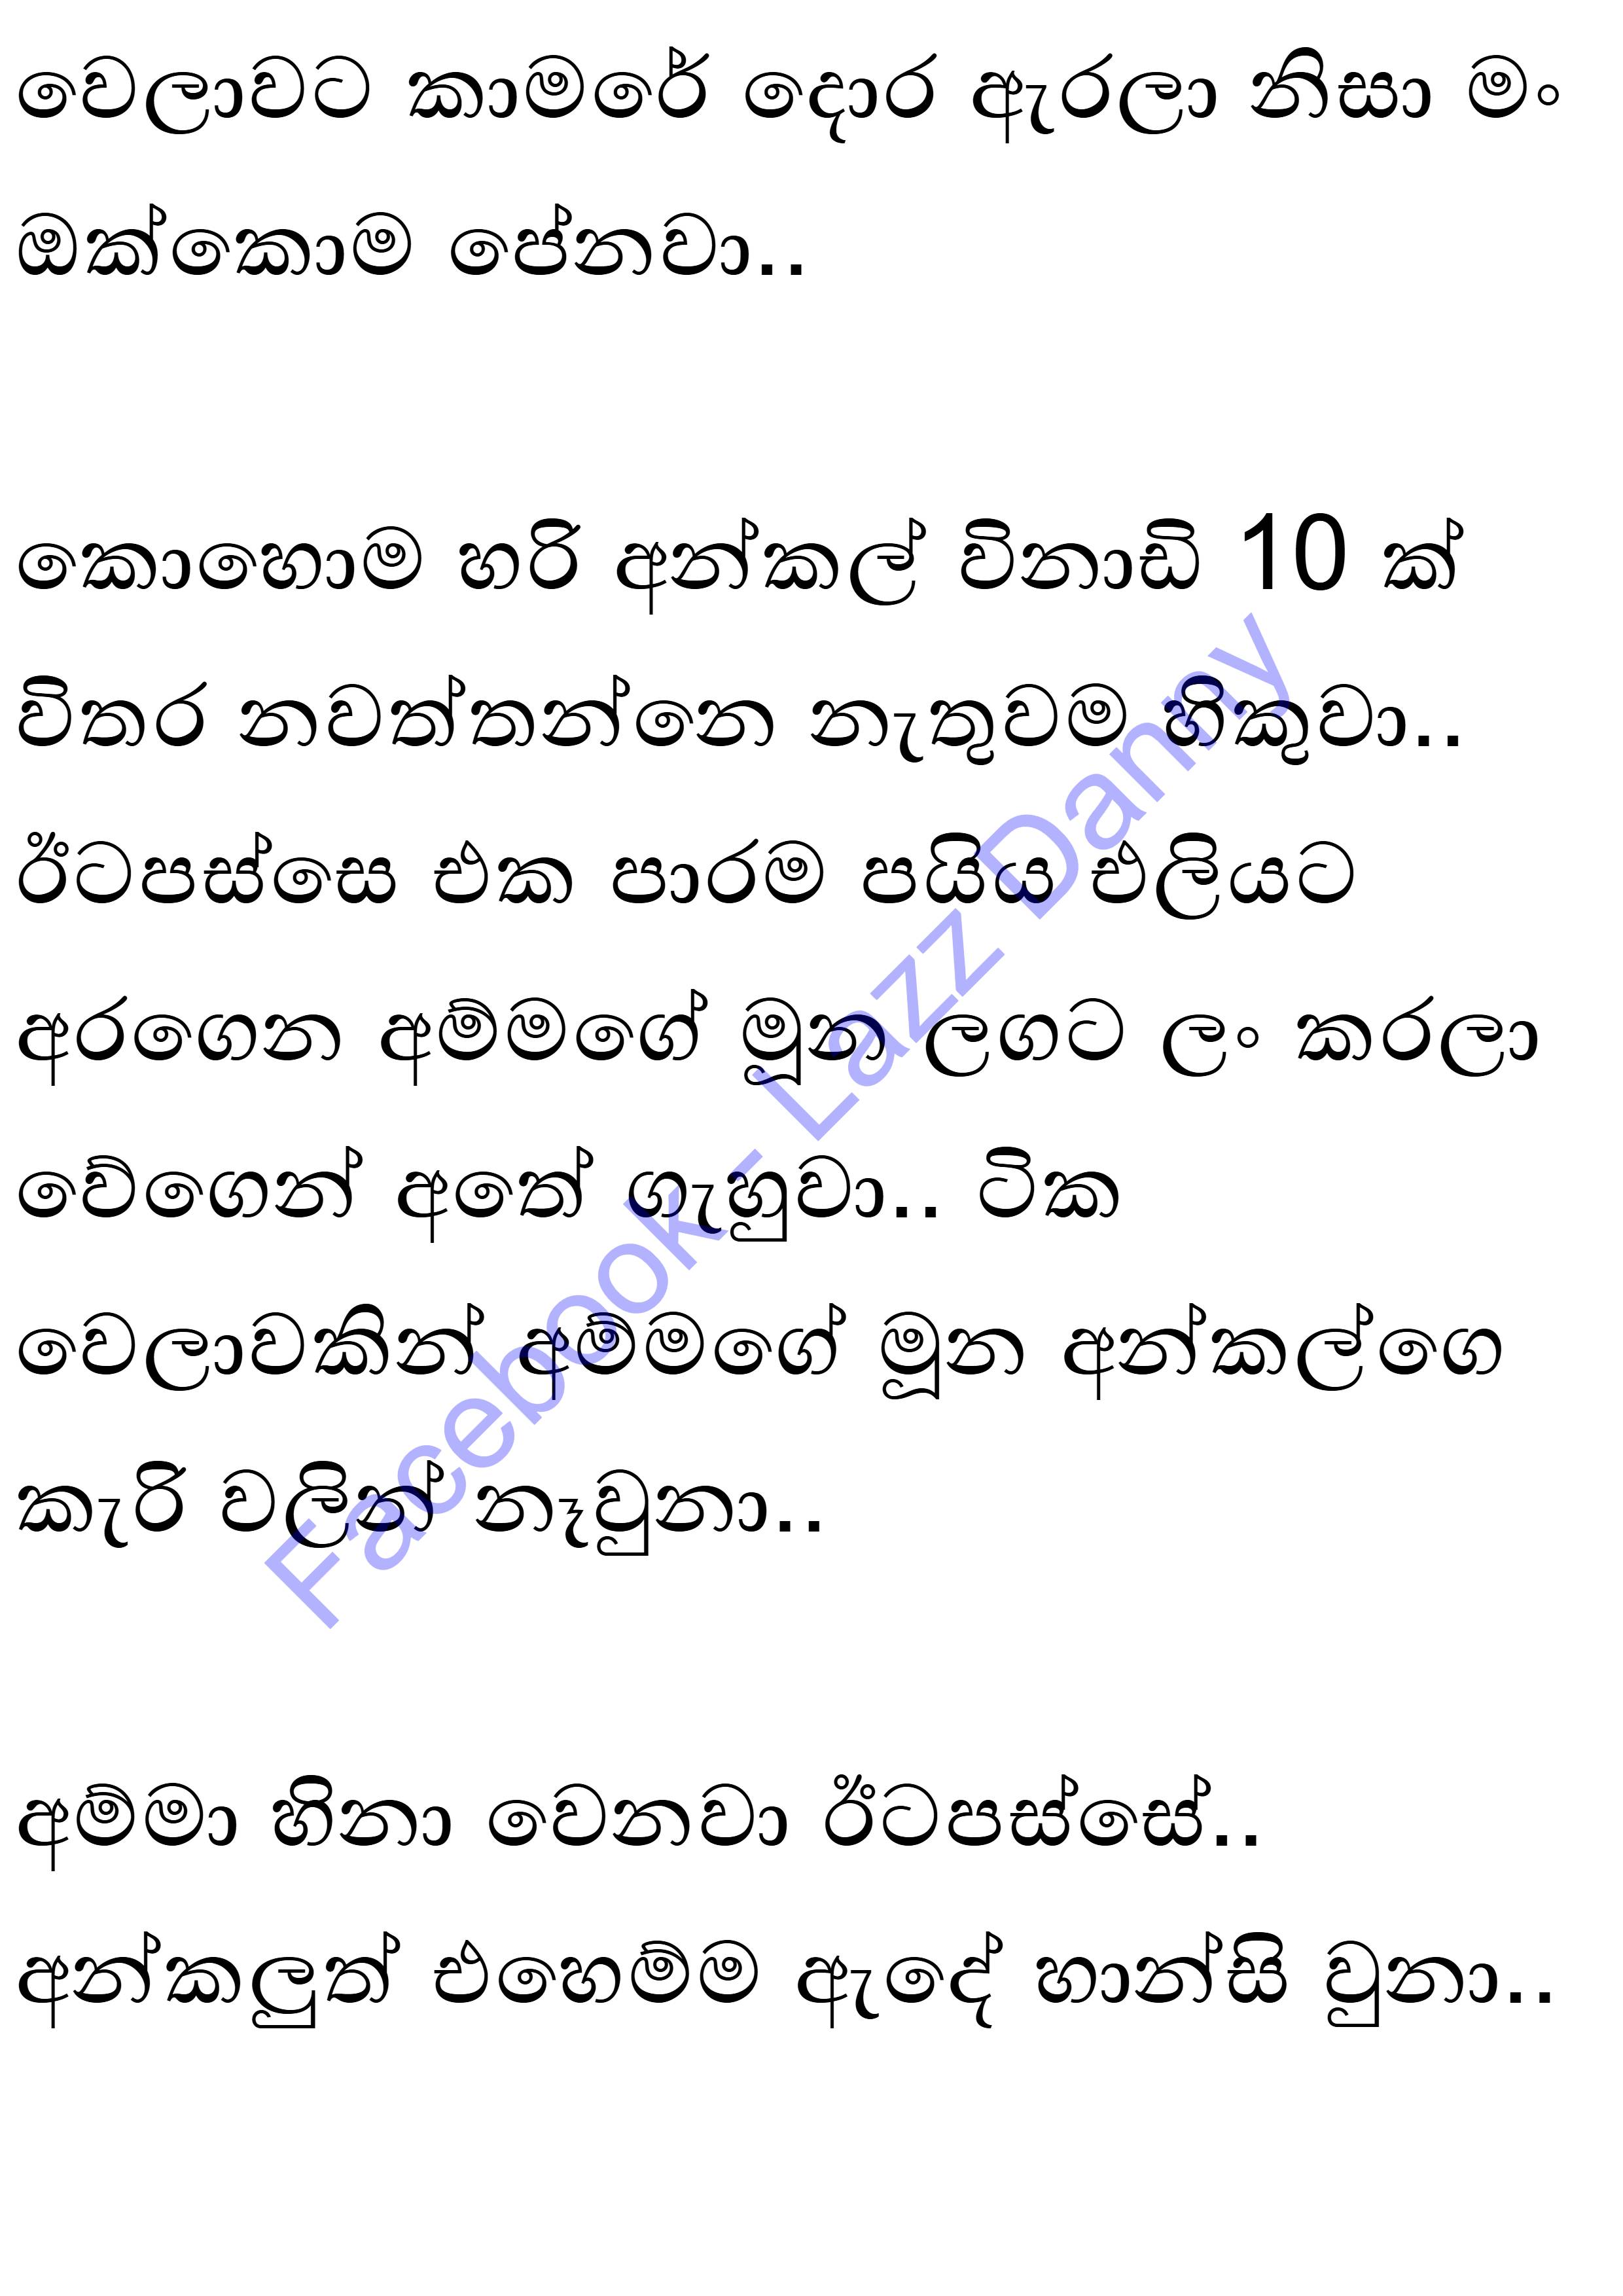 වෙලාවට කාමරේ දොර ඇරලා නිසා මං
ඔක්කොම පේනවා..
කොහොම හරි අන්කල් විනාඩි 10 ක්
විතර නවත්තන්නෙ නැතුවම හිකුවා..
ඊටපස්සෙ එක පාරම පයිය එලියට
අරගෙන අම්මගේ මූන ලගට ලං කරලා
වේගෙන් අතේ ගැහුවා.. ටික
වෙලාවකින් අම්මගේ මූන අන්කල්ගෙ
කැරි වලින් නෑවුනා..
අම්මා හිනා වෙනවා ඊටපස්සේ..
අන්කලුත් එහෙම්ම ඇදේ හාන්සි වුනා..
Facebook- Lazz Danny